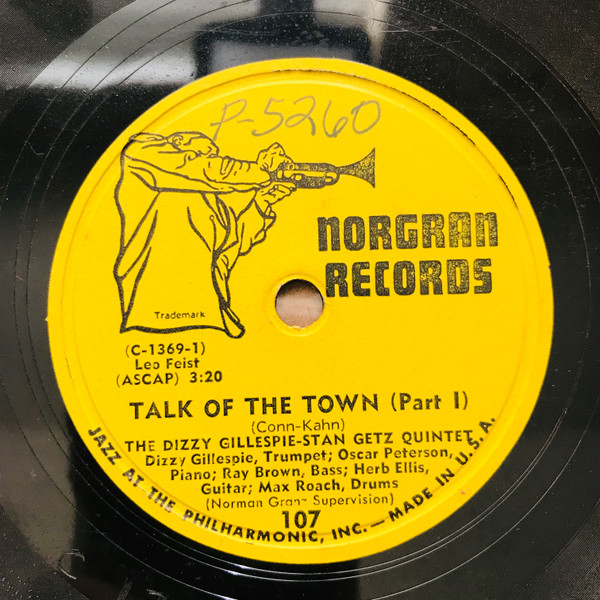 P-5260
NORGRAN
RECORDS
Trademark
(C-1369-1)
Leo Feist
(ASCAP) 3:20
TALK OF THE TOWN (Part I)
(Conn-Kahn)
THE DIZZY GILLESPIE-STAN GETZ QUINTET
Dizzy Gillespie, Trumpet; Oscar Peterson,
Piano; Ray Brown, Bass; Herb Ellis,
Guitar; Max Roach, Drums
(Norman Granz Supervision)
107
JAZZ AT THE PHILHARMONIC, INC.—MADE IN U.S.A.